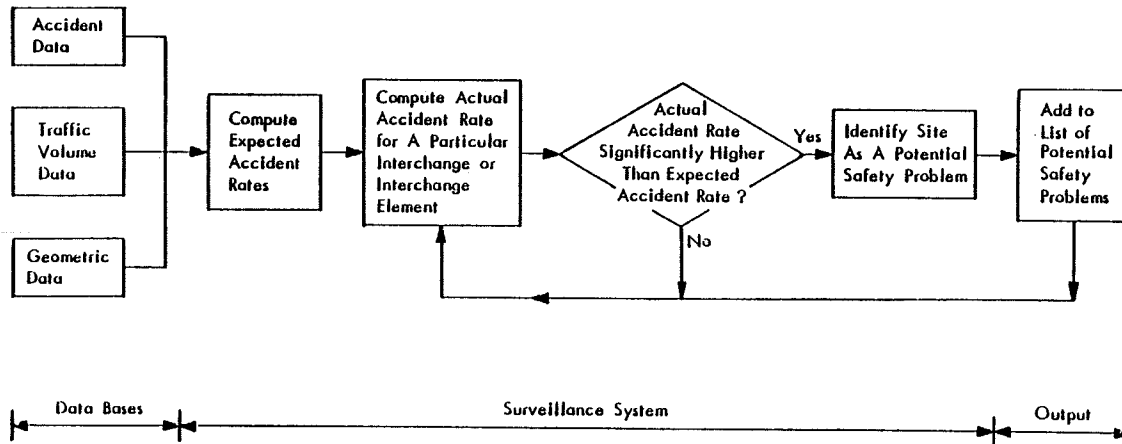 Accident
Data
Traffic
Volume
Data
Geometric
Data
Compute
Expected
Accident
Rates
Compute Actual
Accident Rate
for A Particular
Interchange or
Interchange
Element
Actual
Accident Rate
Significantly Higher
Than Expected
Accident Rate ?
Yes
No
Identify Site
As A Potential
Safety Problem
Add to
List of
Potential
Safety
Problems
Data Bases
Surveillance System
Output